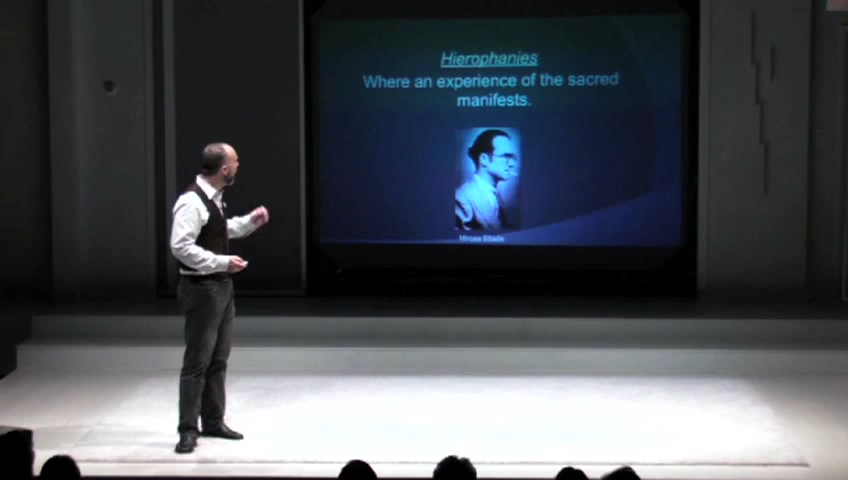 Hierophanies
Where an experience of the sacred
manifests.
Mircea Eliade